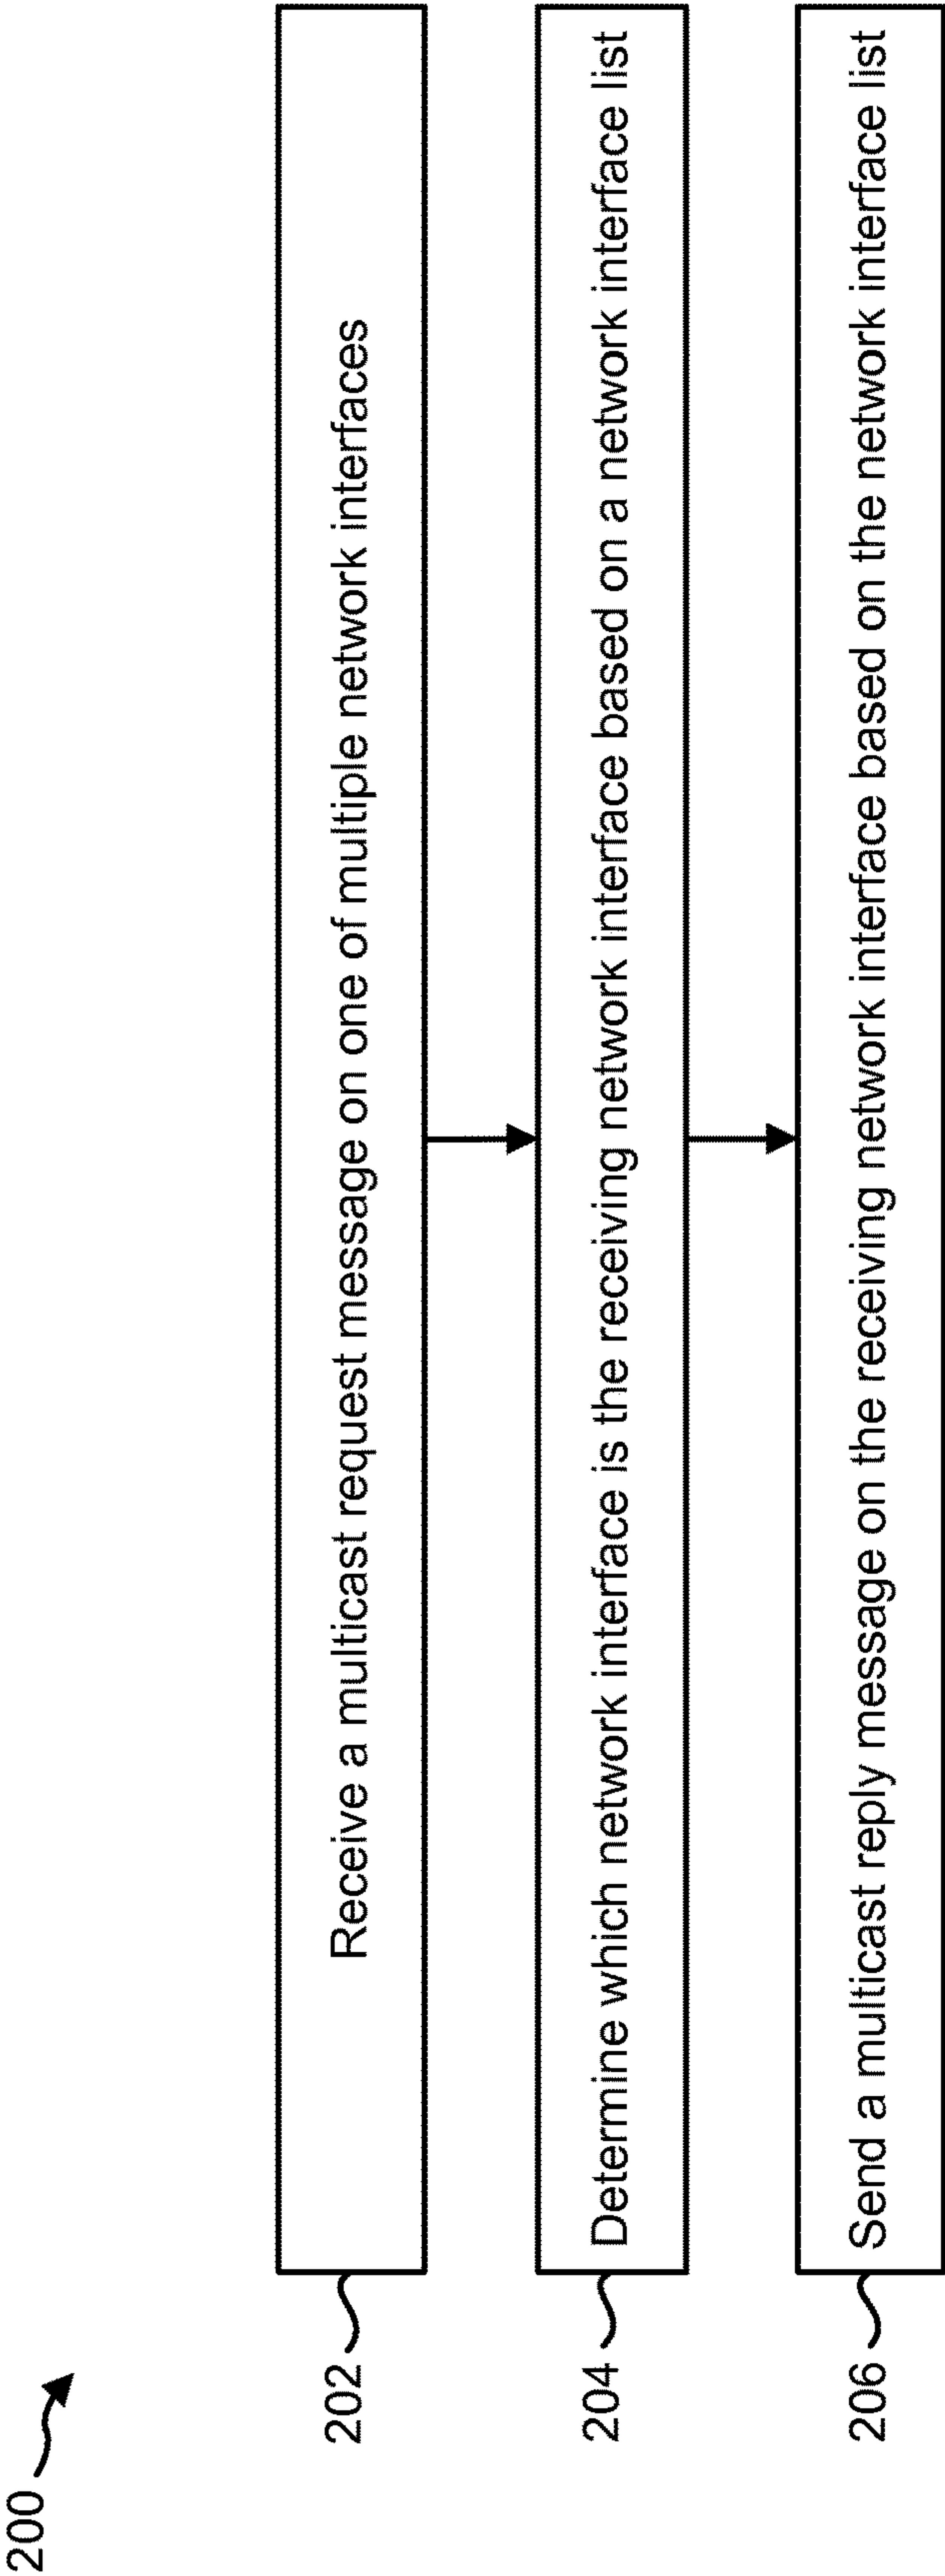 200
202
Receive a multicast request message on one of multiple network interfaces
204
Determine which network interface is the receiving network interface based on a network interface list
206
Send a multicast reply message on the receiving network interface based on the network interface list